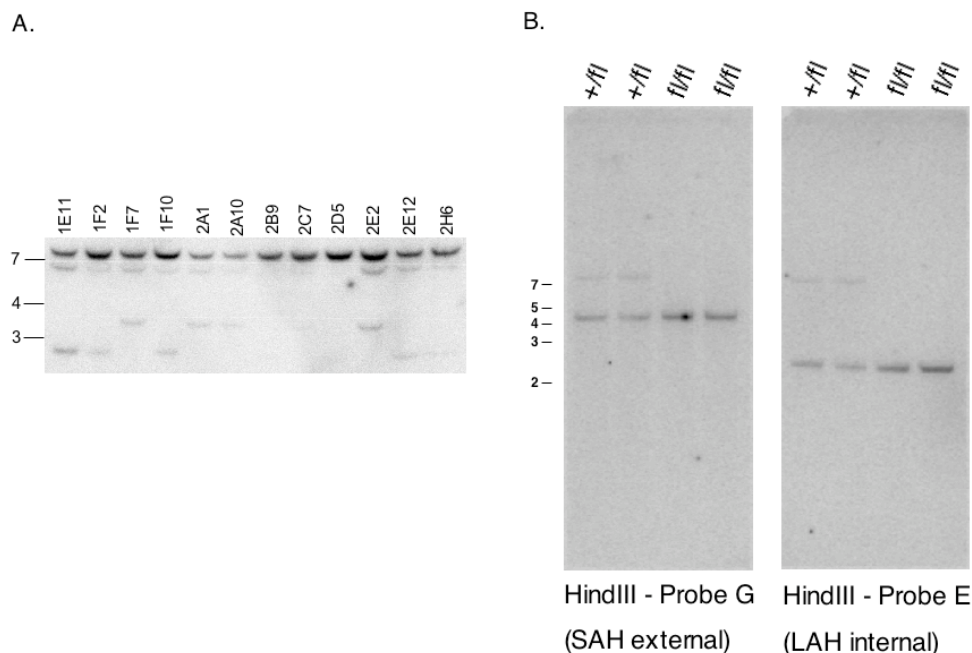 A.
1E11
1F2
1F7
1F10
2A1
2A10
2B9
2C7
2D5
2E2
2E12
2H6
7
4
3
B.
+/fl
+/fl
fl/fl
fl/fl
+/fl
+/fl
fl/fl
fl/fl
7
5
4
3
2
HindIII - Probe G
(SAH external)
HindIII - Probe E
(LAH internal)